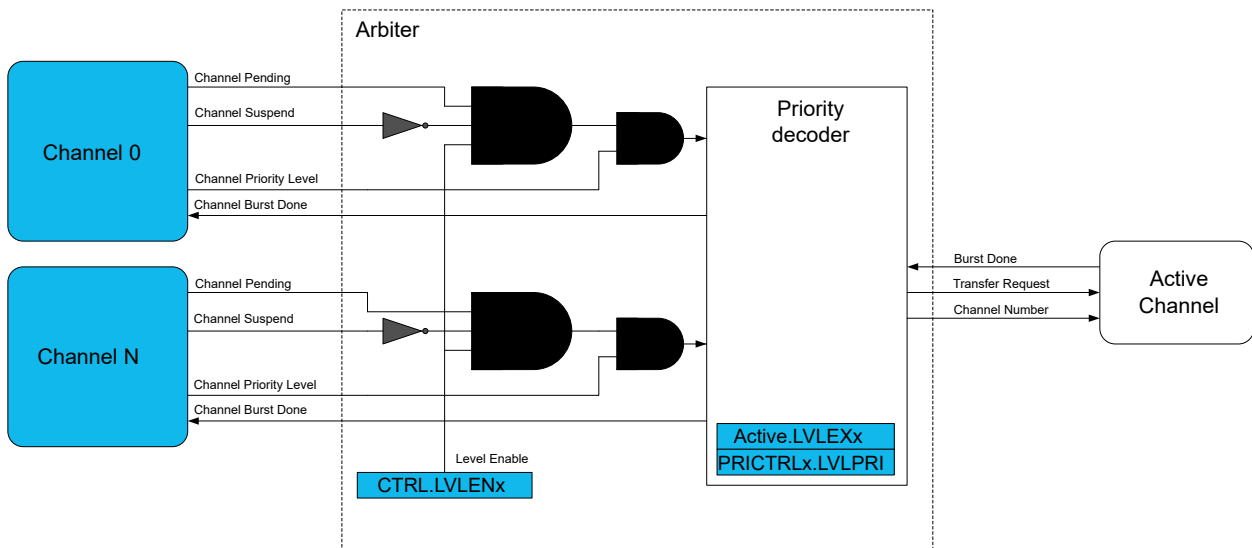 Arbiter
Channel Pending
Channel Suspend
Channel 0
Channel Priority Level
Channel Burst Done
Priority
decoder
Channel Pending
Channel Suspend
Channel N
Channel Priority Level
Channel Burst Done
Burst Done
Transfer Request
Channel Number
Active
Channel
Active.LVLEXx
PRICTRLx.LVLPRI
Level Enable
CTRL.LVLENx